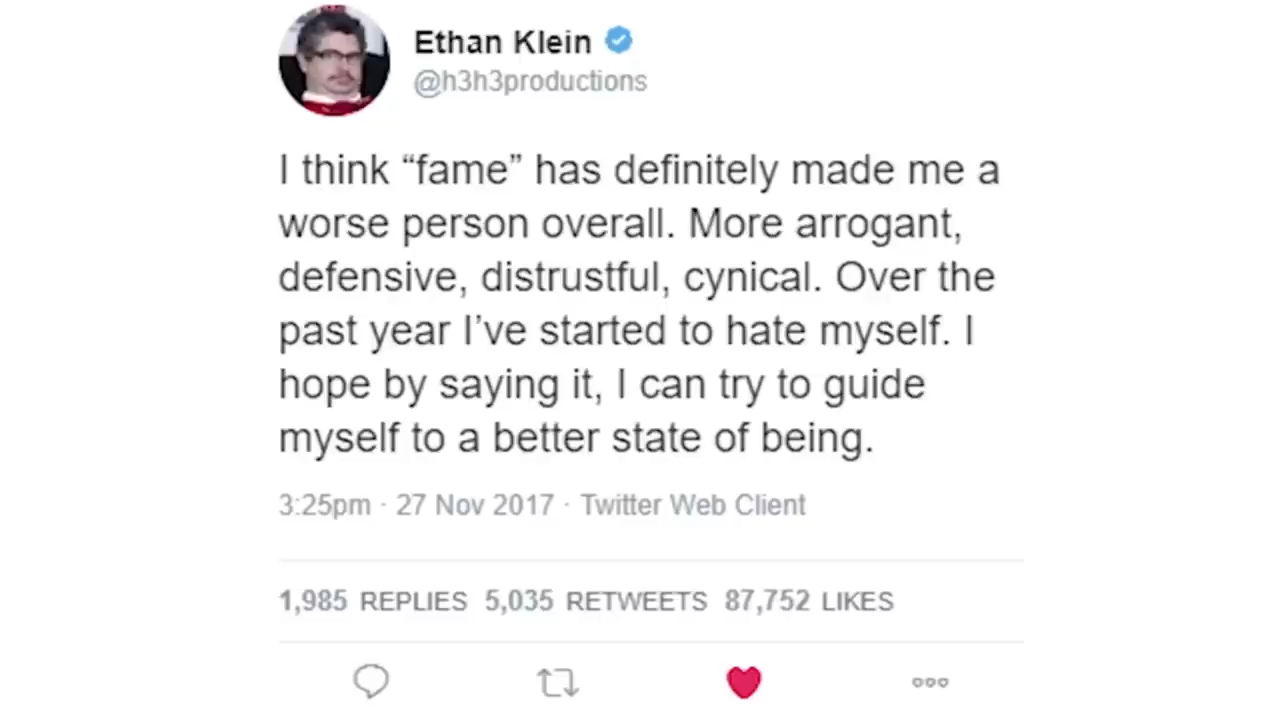 Ethan Klein
@h3h3productions
I think “fame” has definitely made me a
worse person overall. More arrogant,
defensive, distrustful, cynical. Over the
past year I’ve started to hate myself. I
hope by saying it, I can try to guide
myself to a better state of being.
3:25pm · 27 Nov 2017 · Twitter Web Client
1,985 REPLIES 5,035 RETWEETS 87,752 LIKES